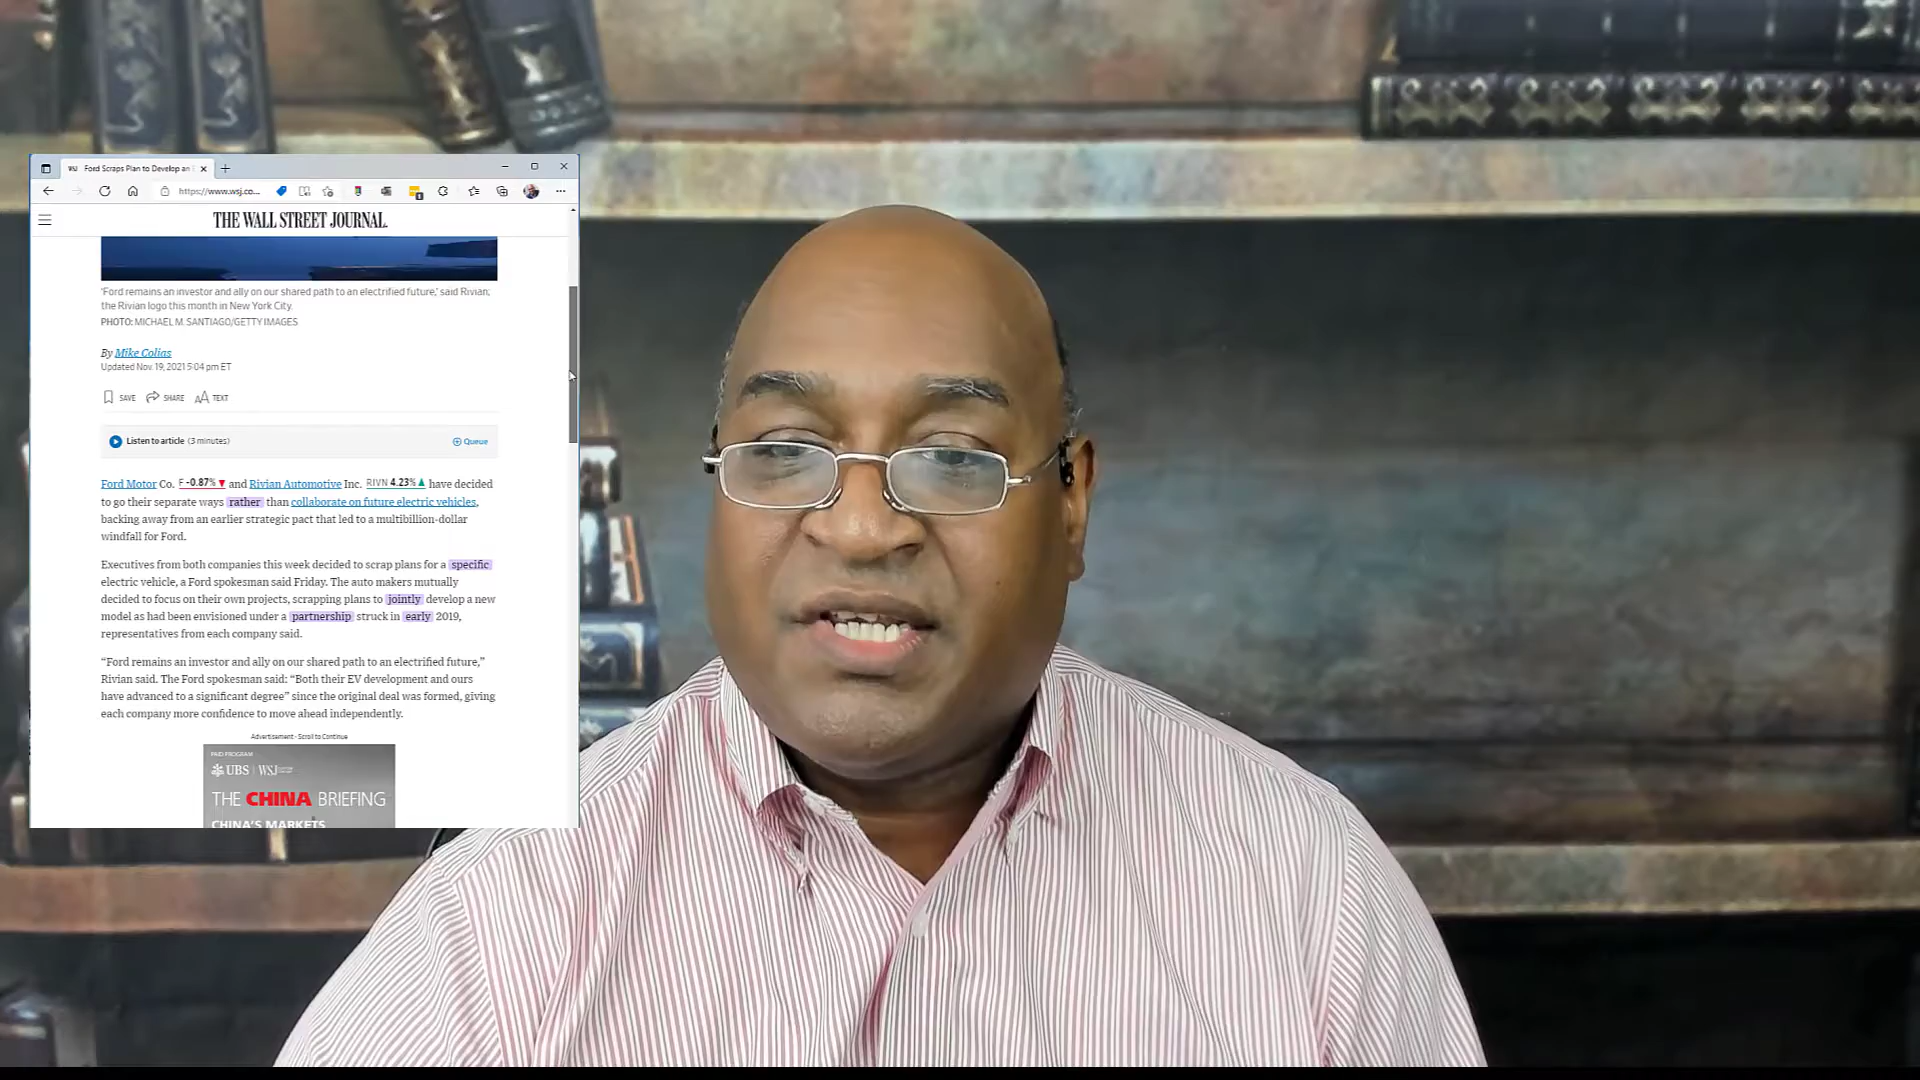 WSJ Ford Scraps Plan to Develop an
https://www.wsj.co...
THE WALL STREET JOURNAL.
'Ford remains an investor and ally on our shared path to an electrified future,' said Rivian;
the Rivian logo this month in New York City.
PHOTO: MICHAEL M. SANTIAGO/GETTY IMAGES
By Mike Colias
Updated Nov. 19, 2021 5:04 pm ET
SAVE SHARE AA TEXT
Listen to article (3 minutes)
Queue
Ford Motor Co. F -0.87% ▼ and Rivian Automotive Inc. RIVN 4.23% ▲ have decided
to go their separate ways rather than collaborate on future electric vehicles,
backing away from an earlier strategic pact that led to a multibillion-dollar
windfall for Ford.
Executives from both companies this week decided to scrap plans for a specific
electric vehicle, a Ford spokesman said Friday. The auto makers mutually
decided to focus on their own projects, scrapping plans to jointly develop a new
model as had been envisioned under a partnership struck in early 2019,
representatives from each company said.
“Ford remains an investor and ally on our shared path to an electrified future,”
Rivian said. The Ford spokesman said: “Both their EV development and ours
have advanced to a significant degree” since the original deal was formed, giving
each company more confidence to move ahead independently.
Advertisement - Scroll to Continue
PAID PROGRAM
UBS | WSJ
THE CHINA BRIEFING
CHINA'S MARKETS